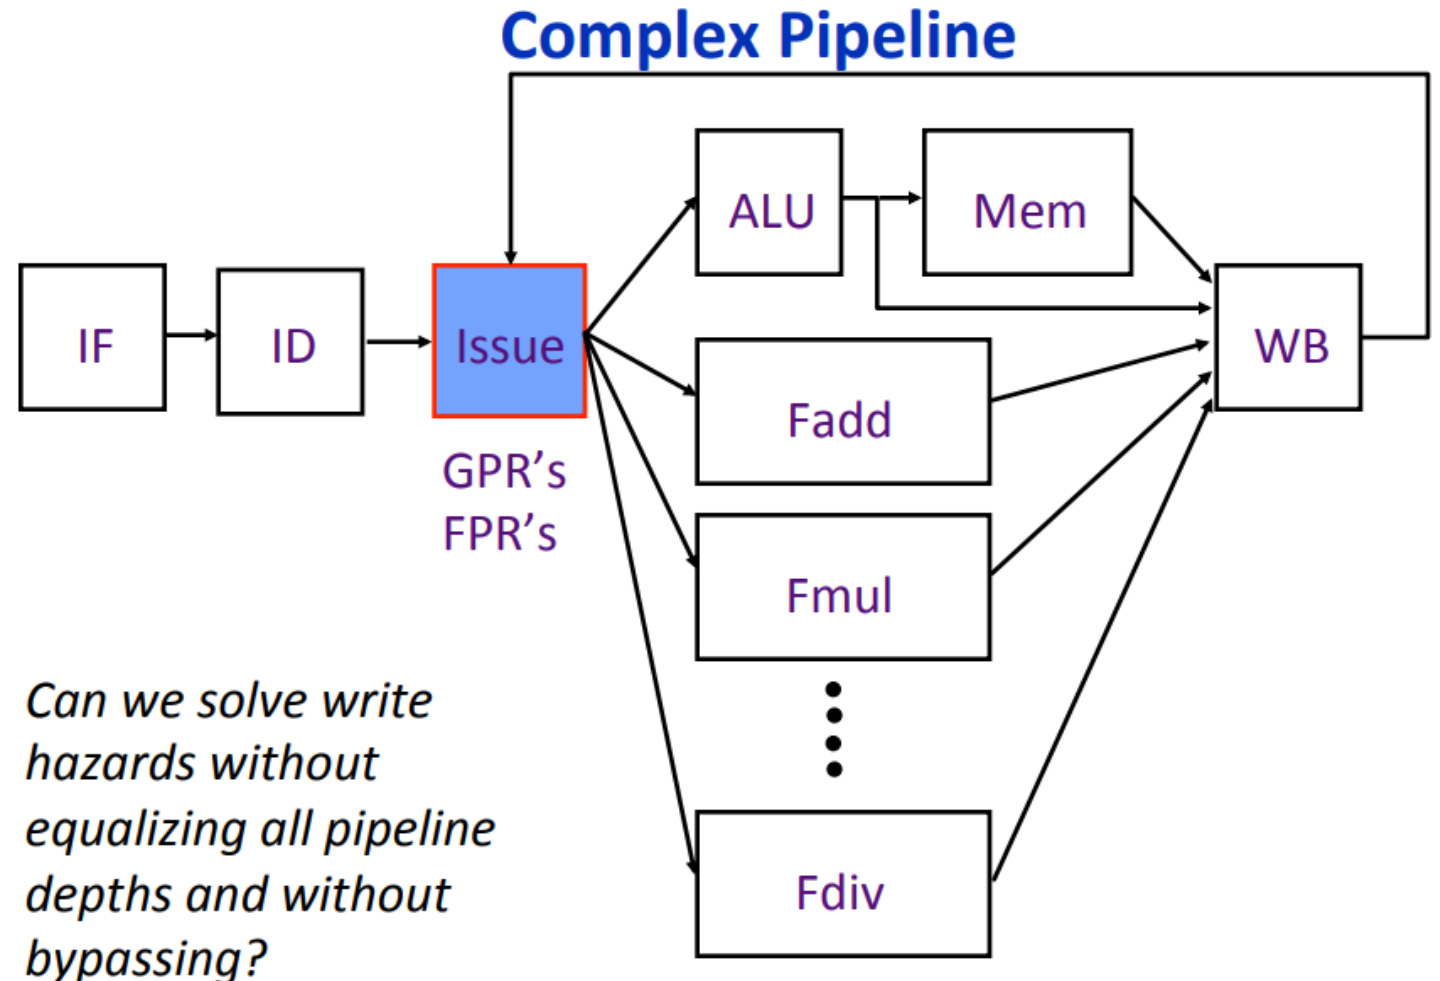 Complex Pipeline
ALU
Mem
IF
ID
Issue
WB
Fadd
GPR's
FPR's
Fmul
Can we solve write
hazards without
equalizing all pipeline
depths and without
bypassing?
Fdiv